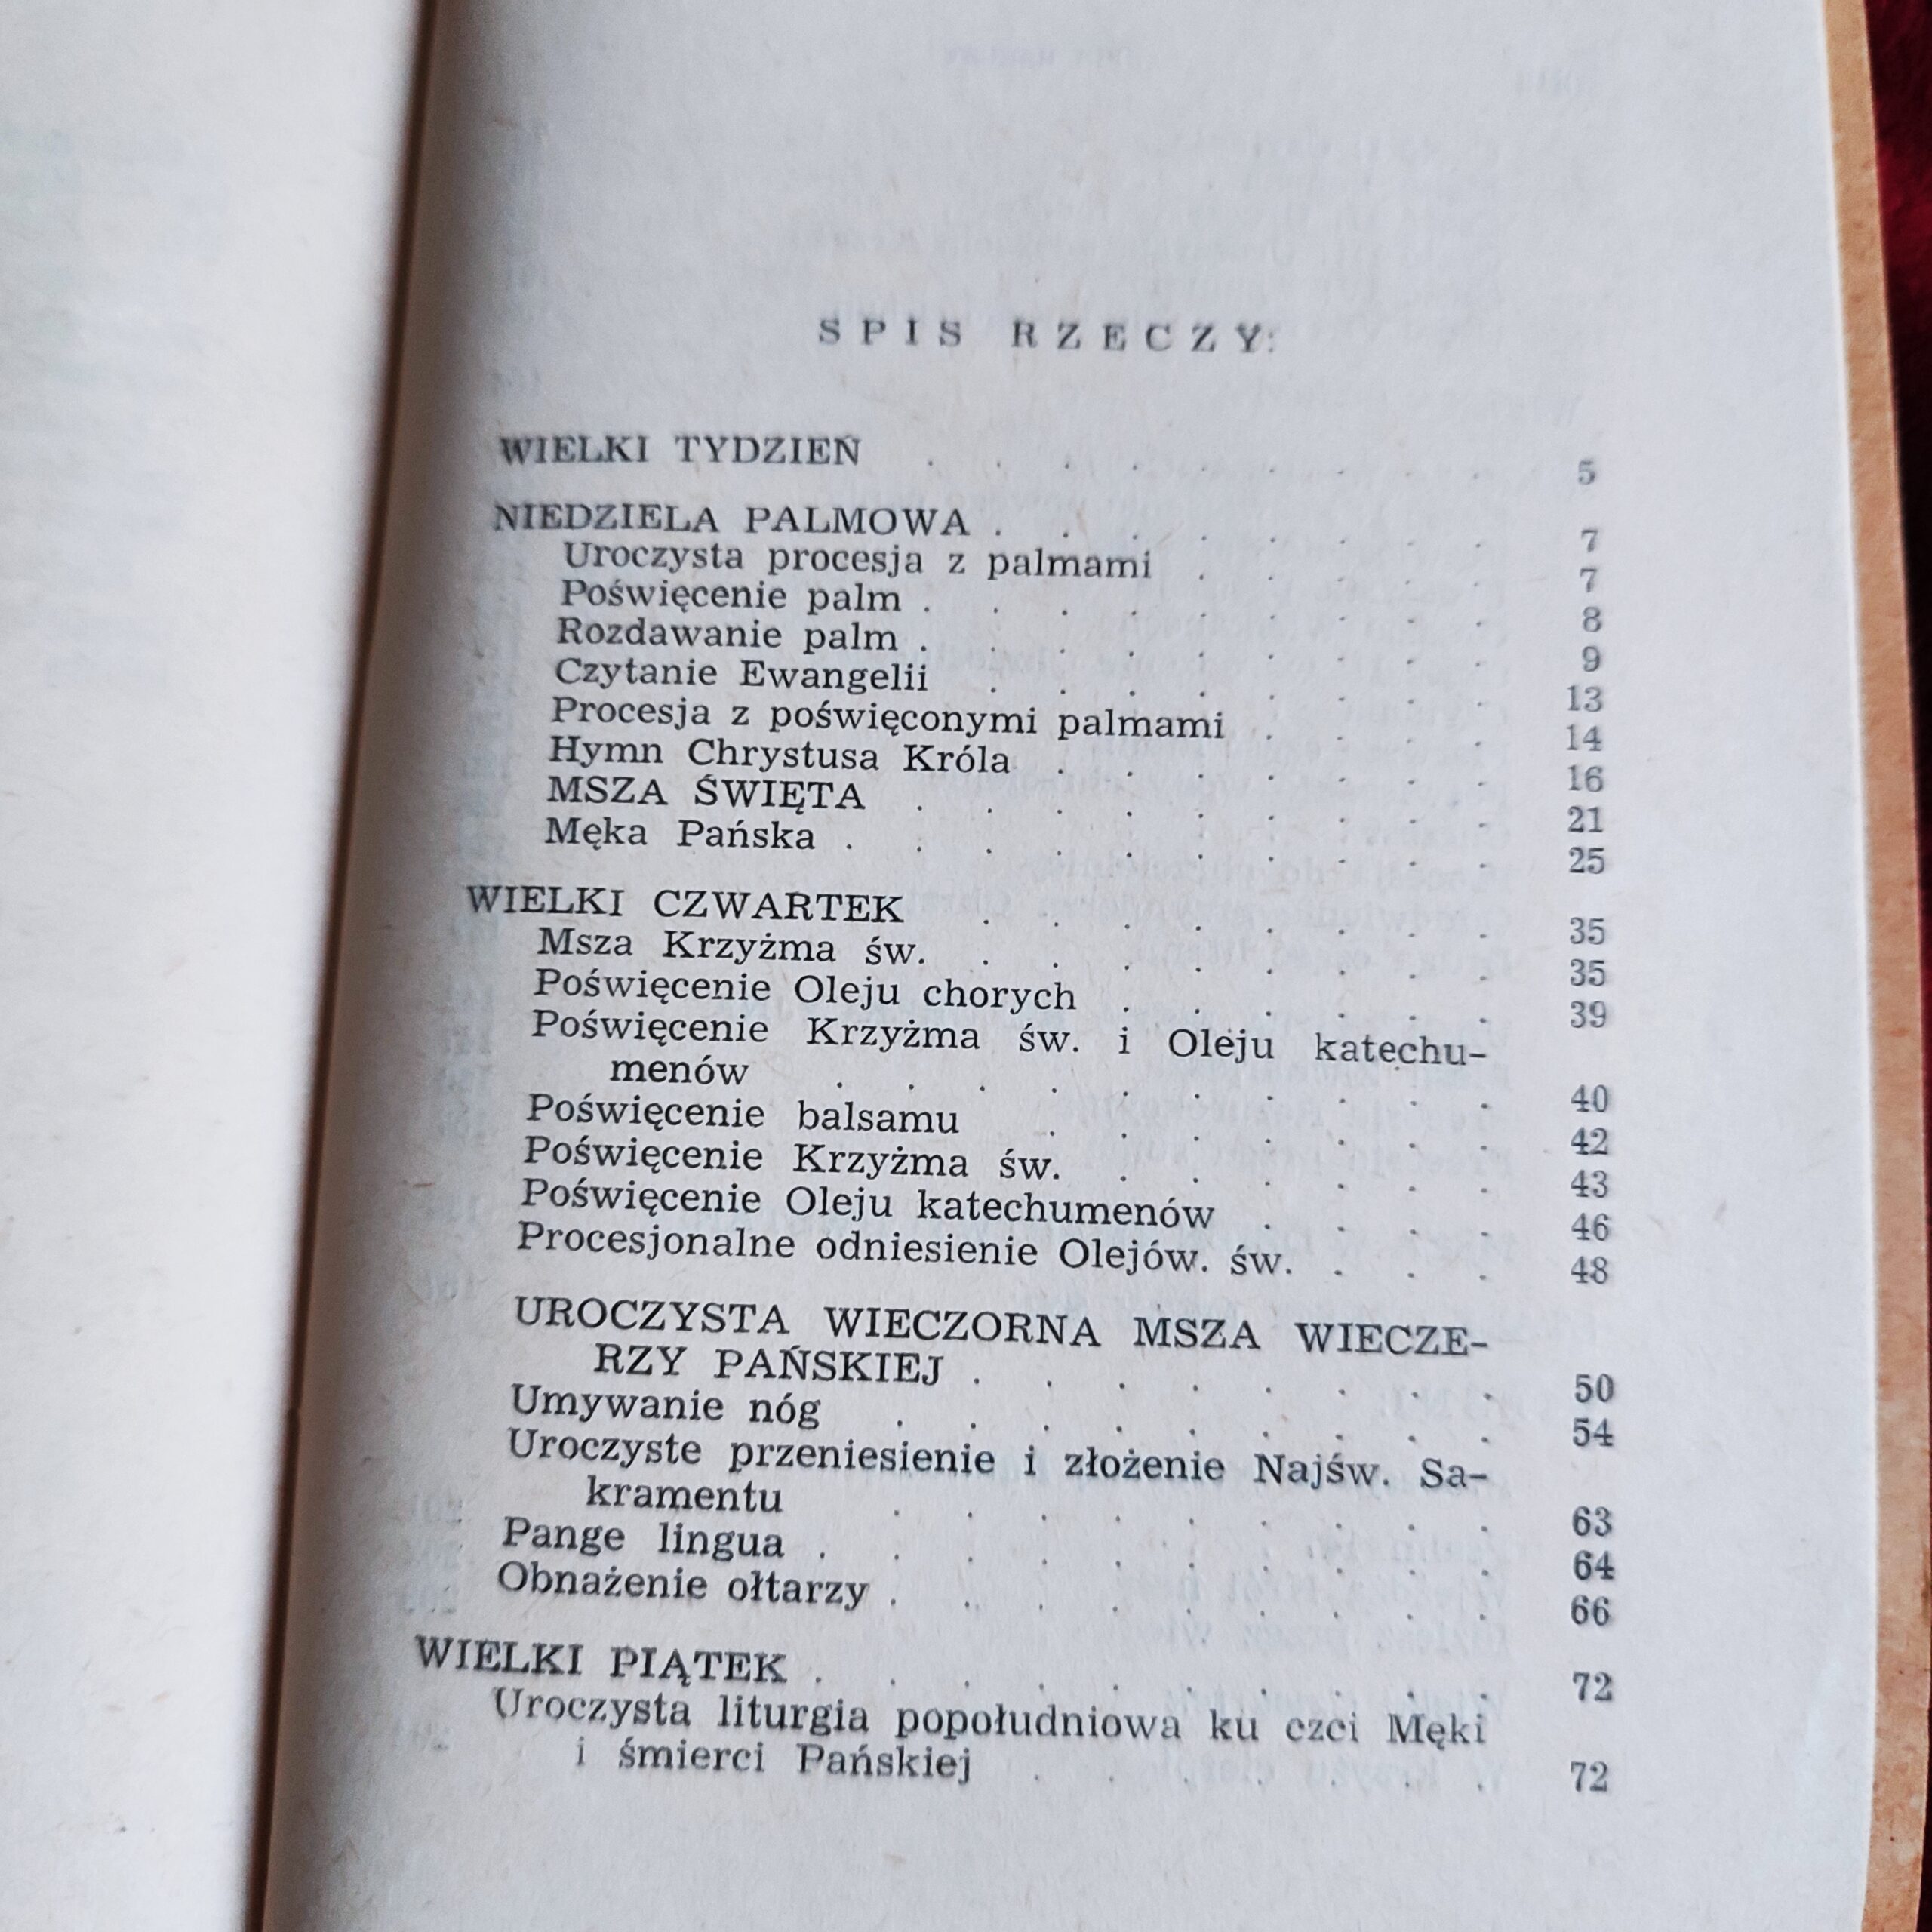 SPIS RZECZY:
WIELKI TYDZIEŃ . . . . . . . . . 5
NIEDZIELA PALMOWA . . . . . . . . 7
Uroczysta procesja z palmami . . . . . 7
Poświęcenie palm . . . . . . . . . 8
Rozdawanie palm . . . . . . . . . 9
Czytanie Ewangelii . . . . . . . . 13
Procesja z poświęconymi palmami . . . . 14
Hymn Chrystusa Króla . . . . . . . 16
MSZA ŚWIĘTA . . . . . . . . . 21
Męka Pańska . . . . . . . . . . 25
WIELKI CZWARTEK . . . . . . . . 35
Msza Krzyżma św. . . . . . . . . 35
Poświęcenie Oleju chorych . . . . . . 39
Poświęcenie Krzyżma św. i Oleju katechu-
menów . . . . . . . . . . 40
Poświęcenie balsamu . . . . . . . 42
Poświęcenie Krzyżma św. . . . . . . 43
Poświęcenie Oleju katechumenów . . . . 46
Procesjonalne odniesienie Olejów. św. . . . 48
UROCZYSTA WIECZORNA MSZA WIECZE-
RZY PAŃSKIEJ . . . . . . . . 50
Umywanie nóg . . . . . . . . . 54
Uroczyste przeniesienie i złożenie Najśw. Sa-
kramentu . . . . . . . . . 63
Pange lingua . . . . . . . . . . 64
Obnażenie ołtarzy . . . . . . . . . 66
WIELKI PIĄTEK . . . . . . . . . . 72
Uroczysta liturgia popołudniowa ku czci Męki
i śmierci Pańskiej . . . . . . . 72